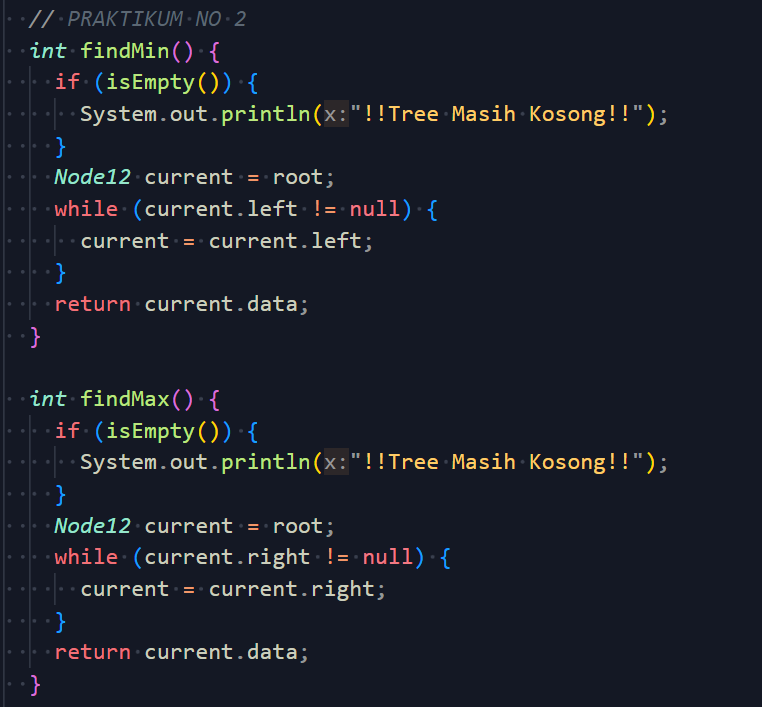 // PRAKTIKUM NO 2
int findMin() {
if (isEmpty()) {
System.out.println(x:"!!Tree Masih Kosong!!");
}
Node12 current = root;
while (current.left != null) {
current = current.left;
}
return current.data;
}
int findMax() {
if (isEmpty()) {
System.out.println(x:"!!Tree Masih Kosong!!");
}
Node12 current = root;
while (current.right != null) {
current = current.right;
}
return current.data;
}